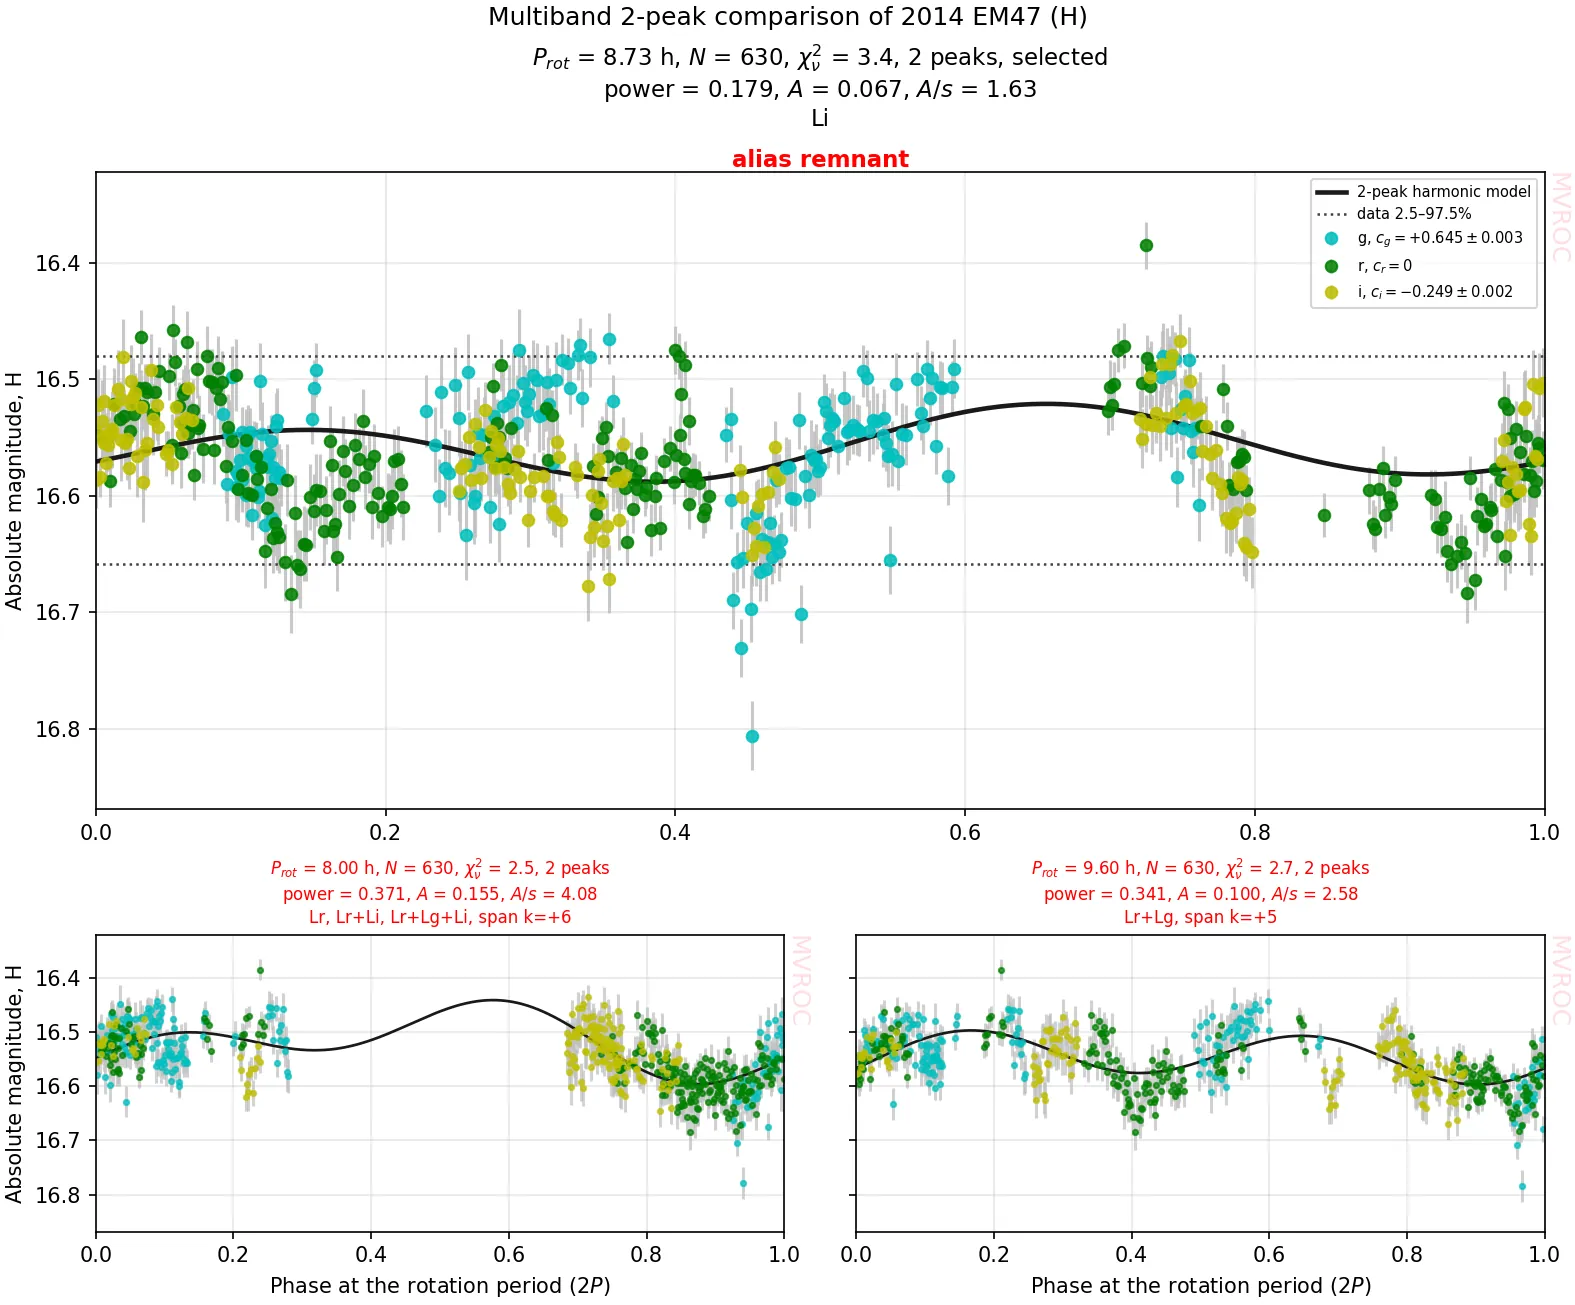 Multiband 2-peak comparison of 2014 EM47 (H)
P_rot = 8.73 h, N = 630, χ²_ν = 3.4, 2 peaks, selected
power = 0.179, A = 0.067, A/s = 1.63
Li
alias remnant
MVROC
2-peak harmonic model
data 2.5–97.5%
g, c_g = +0.645 ± 0.003
r, c_r = 0
i, c_i = −0.249 ± 0.002
Absolute magnitude, H
16.4
16.5
16.6
16.7
16.8
0.0 0.2 0.4 0.6 0.8 1.0
P_rot = 8.00 h, N = 630, χ²_ν = 2.5, 2 peaks
power = 0.371, A = 0.155, A/s = 4.08
Lr, Lr+Li, Lr+Lg+Li, span k=+6
MVROC
Absolute magnitude, H
16.4
16.5
16.6
16.7
16.8
0.0 0.2 0.4 0.6 0.8 1.0
Phase at the rotation period (2P)
P_rot = 9.60 h, N = 630, χ²_ν = 2.7, 2 peaks
power = 0.341, A = 0.100, A/s = 2.58
Lr+Lg, span k=+5
MVROC
0.0 0.2 0.4 0.6 0.8 1.0
Phase at the rotation period (2P)